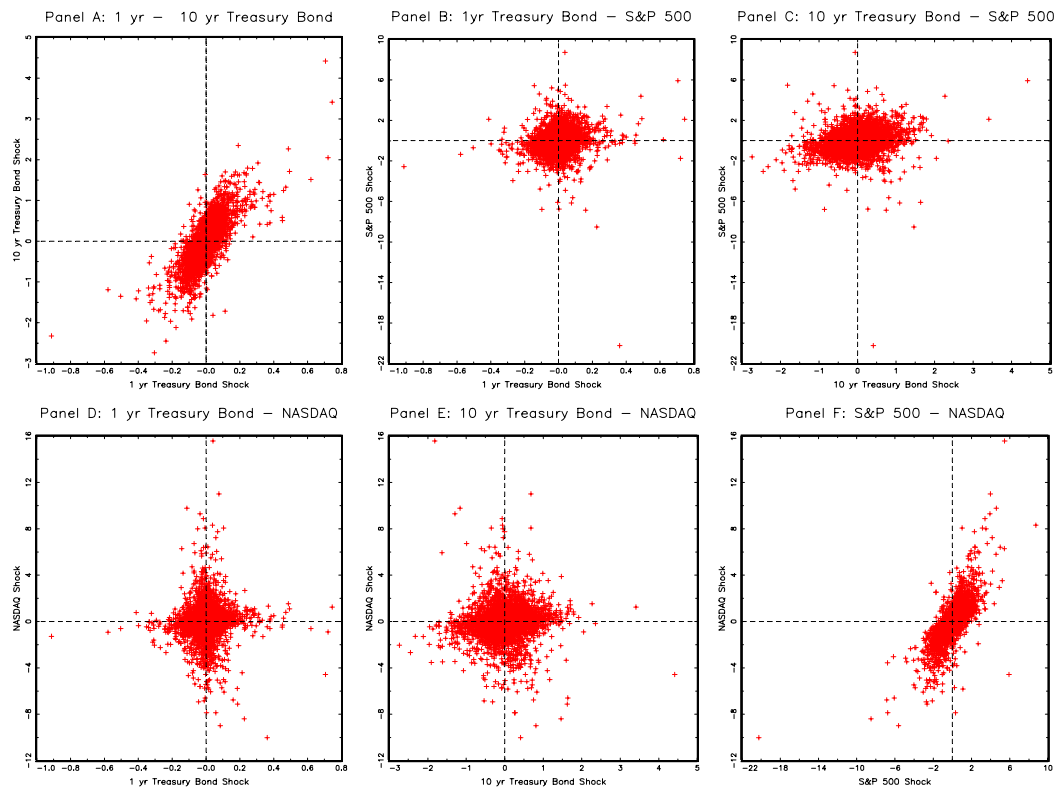 Panel A: 1 yr – 10 yr Treasury Bond
10 yr Treasury Bond Shock
5
4
3
2
1
0
-1
-2
-3
-1.0 -0.8 -0.6 -0.4 -0.2 -0.0 0.2 0.4 0.6 0.8
1 yr Treasury Bond Shock
Panel B: 1yr Treasury Bond – S&P 500
S&P 500 Shock
10
6
2
-2
-6
-10
-14
-18
-22
-1.0 -0.8 -0.6 -0.4 -0.2 -0.0 0.2 0.4 0.6 0.8
1 yr Treasury Bond Shock
Panel C: 10 yr Treasury Bond – S&P 500
S&P 500 Shock
10
6
2
-2
-6
-10
-14
-18
-22
-3 -2 -1 0 1 2 3 4 5
10 yr Treasury Bond Shock
Panel D: 1 yr Treasury Bond – NASDAQ
NASDAQ Shock
16
12
8
4
0
-4
-8
-12
-1.0 -0.8 -0.6 -0.4 -0.2 -0.0 0.2 0.4 0.6 0.8
1 yr Treasury Bond Shock
Panel E: 10 yr Treasury Bond – NASDAQ
NASDAQ Shock
16
12
8
4
0
-4
-8
-12
-3 -2 -1 0 1 2 3 4 5
10 yr Treasury Bond Shock
Panel F: S&P 500 – NASDAQ
NASDAQ Shock
16
12
8
4
0
-4
-8
-12
-22 -18 -14 -10 -6 -2 2 6 10
S&P 500 Shock